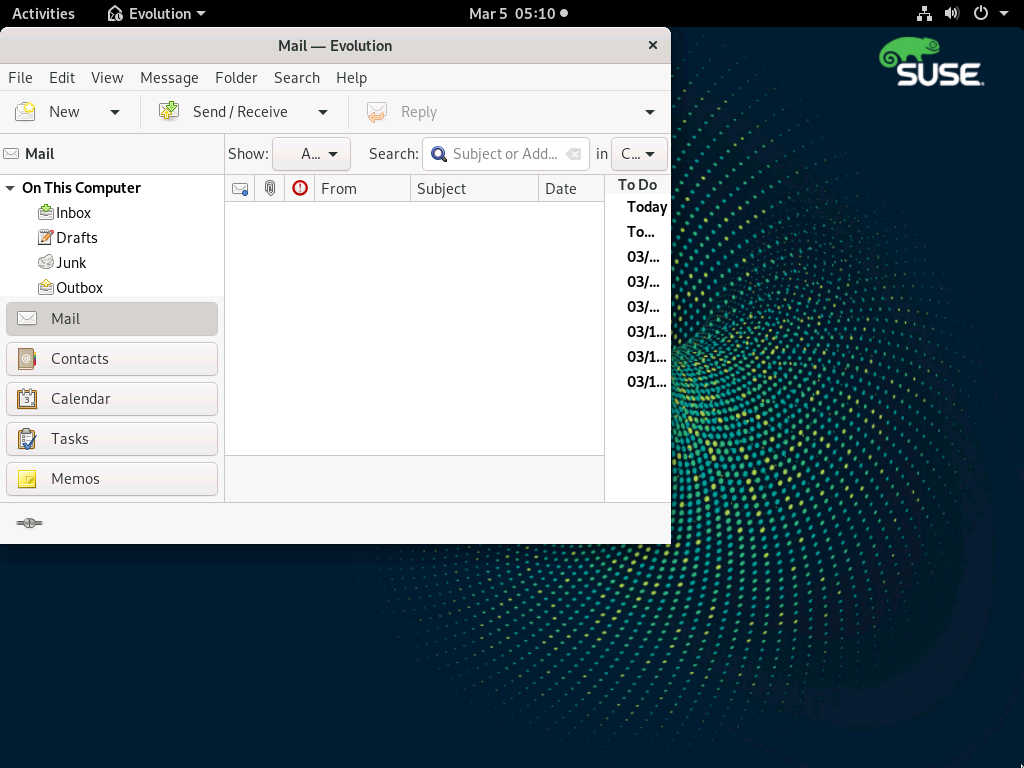 Activities Evolution Mar 5 05:10
Mail — Evolution
File Edit View Message Folder Search Help
New Send / Receive Reply
Mail Show: A... Search: Subject or Add... in C...
On This Computer
Inbox
Drafts
Junk
Outbox
Mail
Contacts
Calendar
Tasks
Memos
From Subject Date
To Do
Today
To...
03/...
03/...
03/...
03/1...
03/1...
03/1...
SUSE